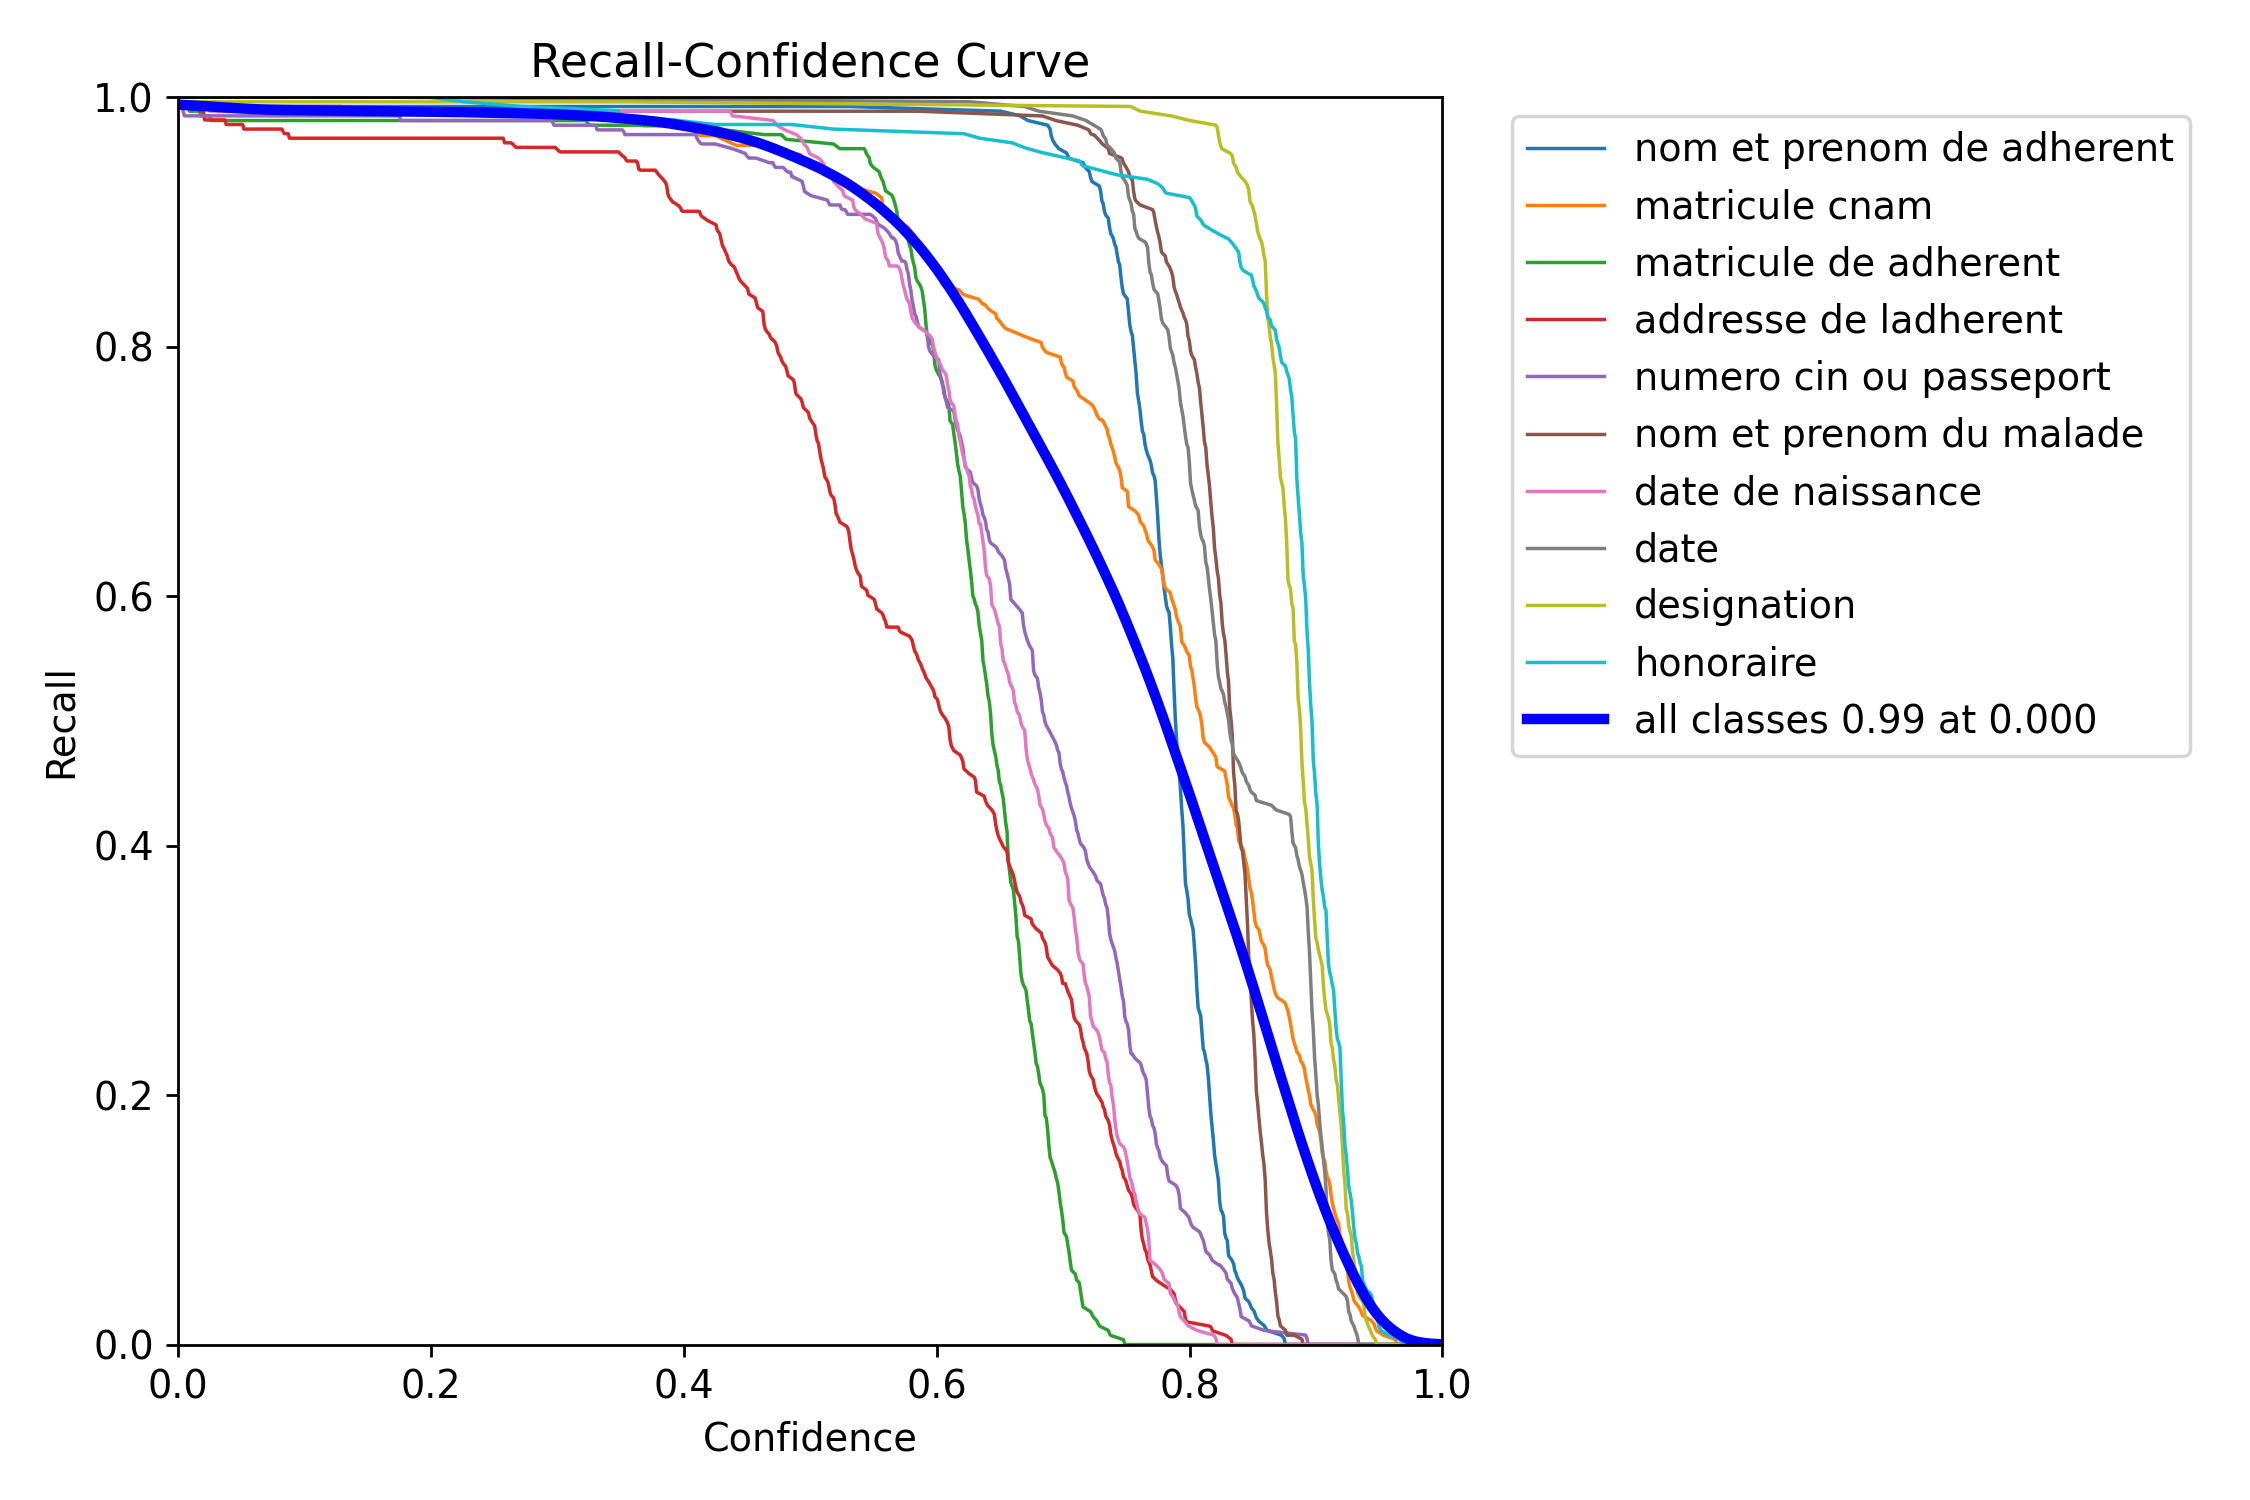 Recall-Confidence Curve
1.0
0.8
0.6
0.4
0.2
0.0
Recall
0.0 0.2 0.4 0.6 0.8 1.0
Confidence
nom et prenom de adherent
matricule cnam
matricule de adherent
addresse de ladherent
numero cin ou passeport
nom et prenom du malade
date de naissance
date
designation
honoraire
all classes 0.99 at 0.000